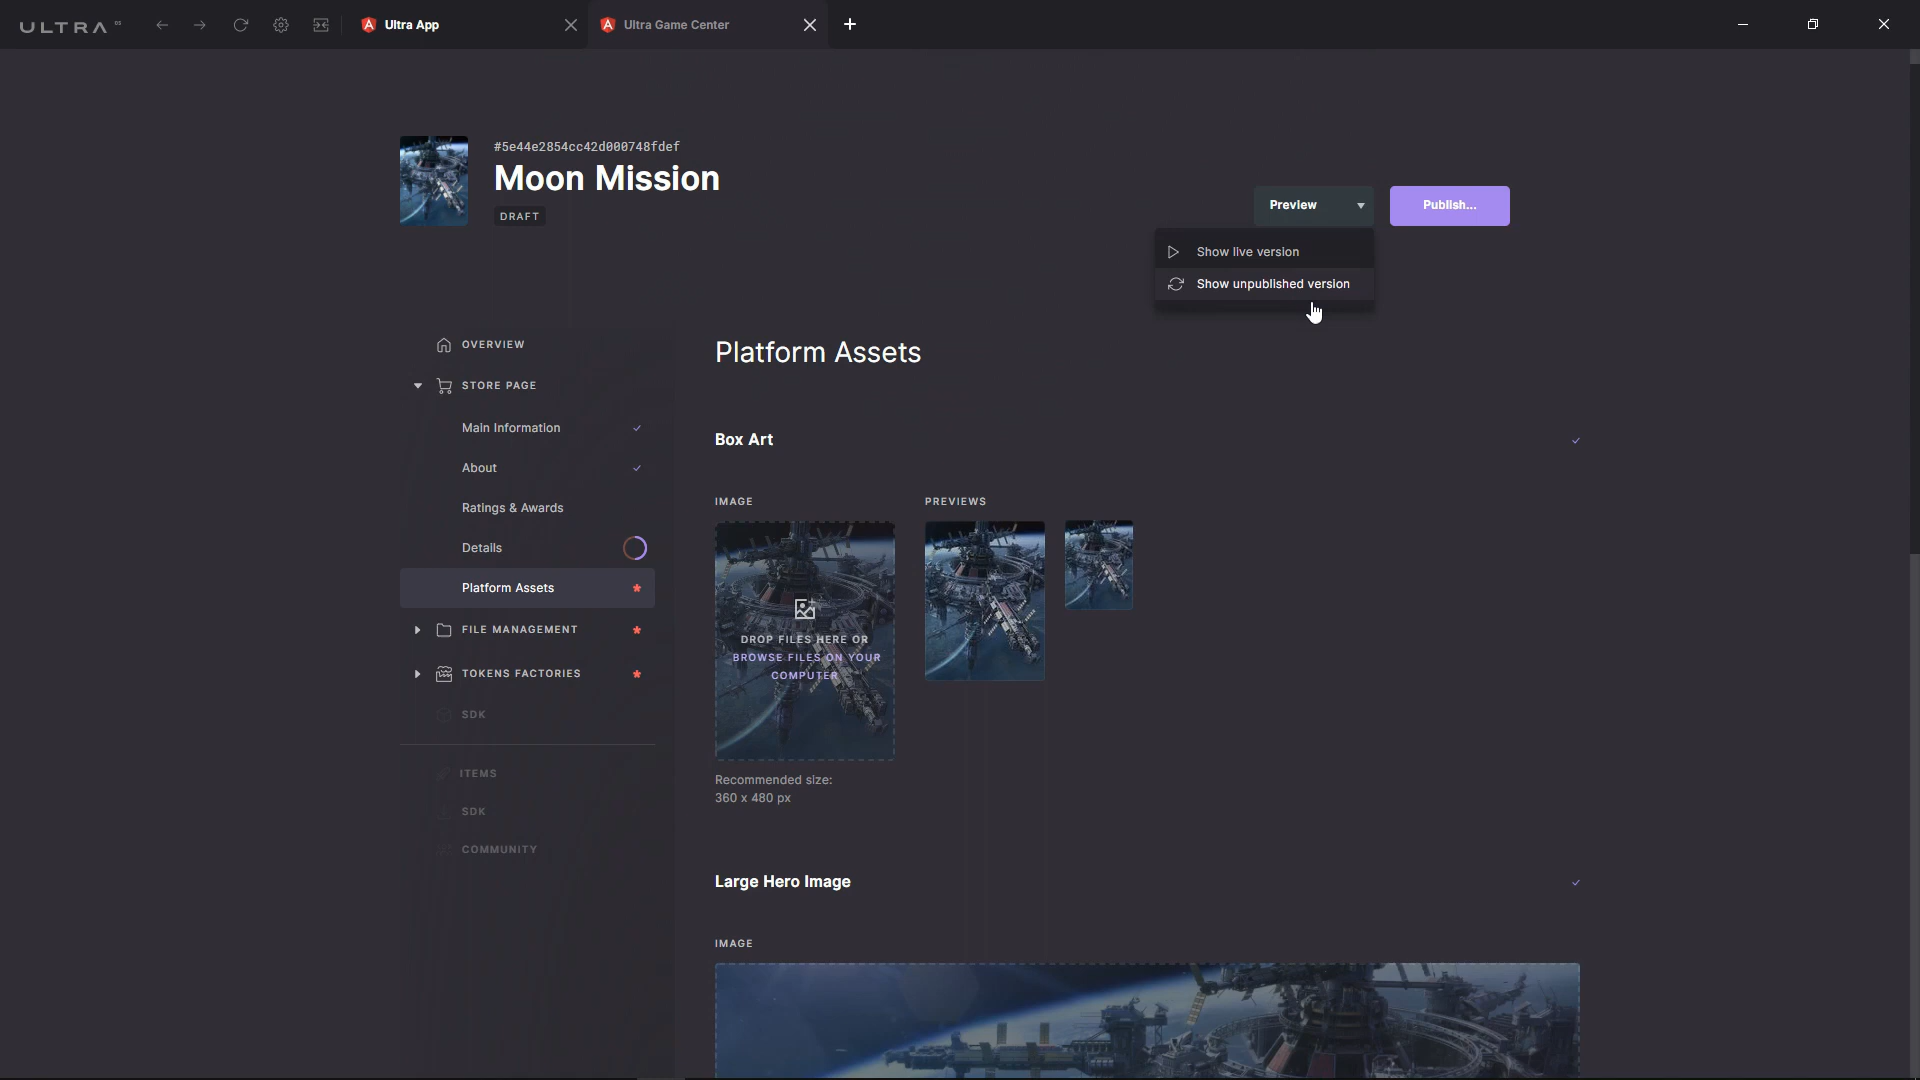 ULTRA OS
Ultra App
Ultra Game Center
#5e44e2854cc42d000748fdef
Moon Mission
DRAFT
Preview
Publish...
Show live version
Show unpublished version
OVERVIEW
STORE PAGE
Main Information
About
Ratings & Awards
Details
Platform Assets
*
FILE MANAGEMENT
*
TOKENS FACTORIES
*
SDK
ITEMS
SDK
COMMUNITY
Platform Assets
Box Art
IMAGE
PREVIEWS
DROP FILES HERE OR
BROWSE FILES ON YOUR
COMPUTER
Recommended size:
360 x 480 px
Large Hero Image
IMAGE